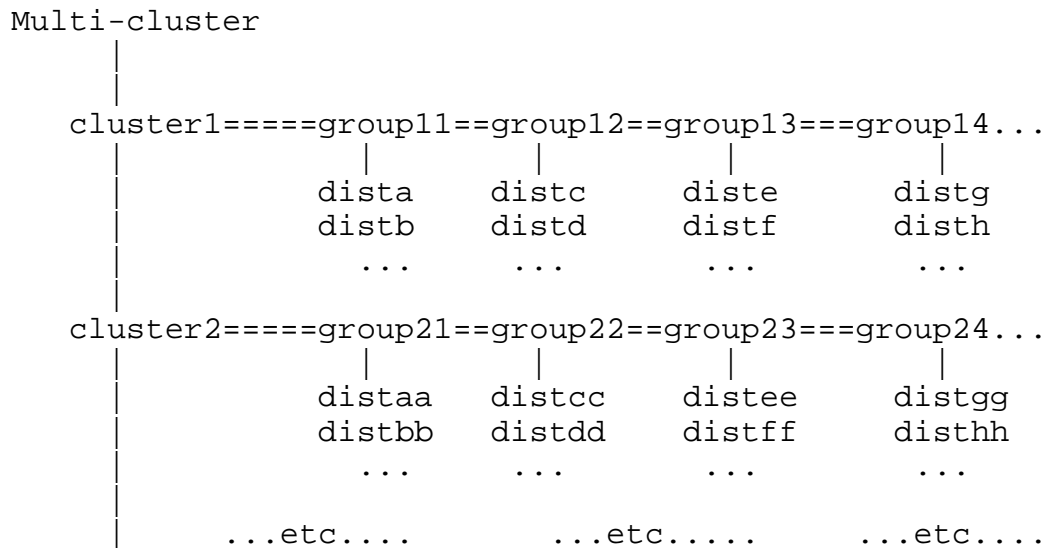 Multi-cluster
|
|
cluster1=====group11==group12==group13===group14...
| | | | |
| dista distc diste distg
| distb distd distf disth
| ... ... ... ...
|
cluster2=====group21==group22==group23===group24...
| | | | |
| distaa distcc distee distgg
| distbb distdd distff disthh
| ... ... ... ...
|
| ...etc.... ...etc..... ...etc....